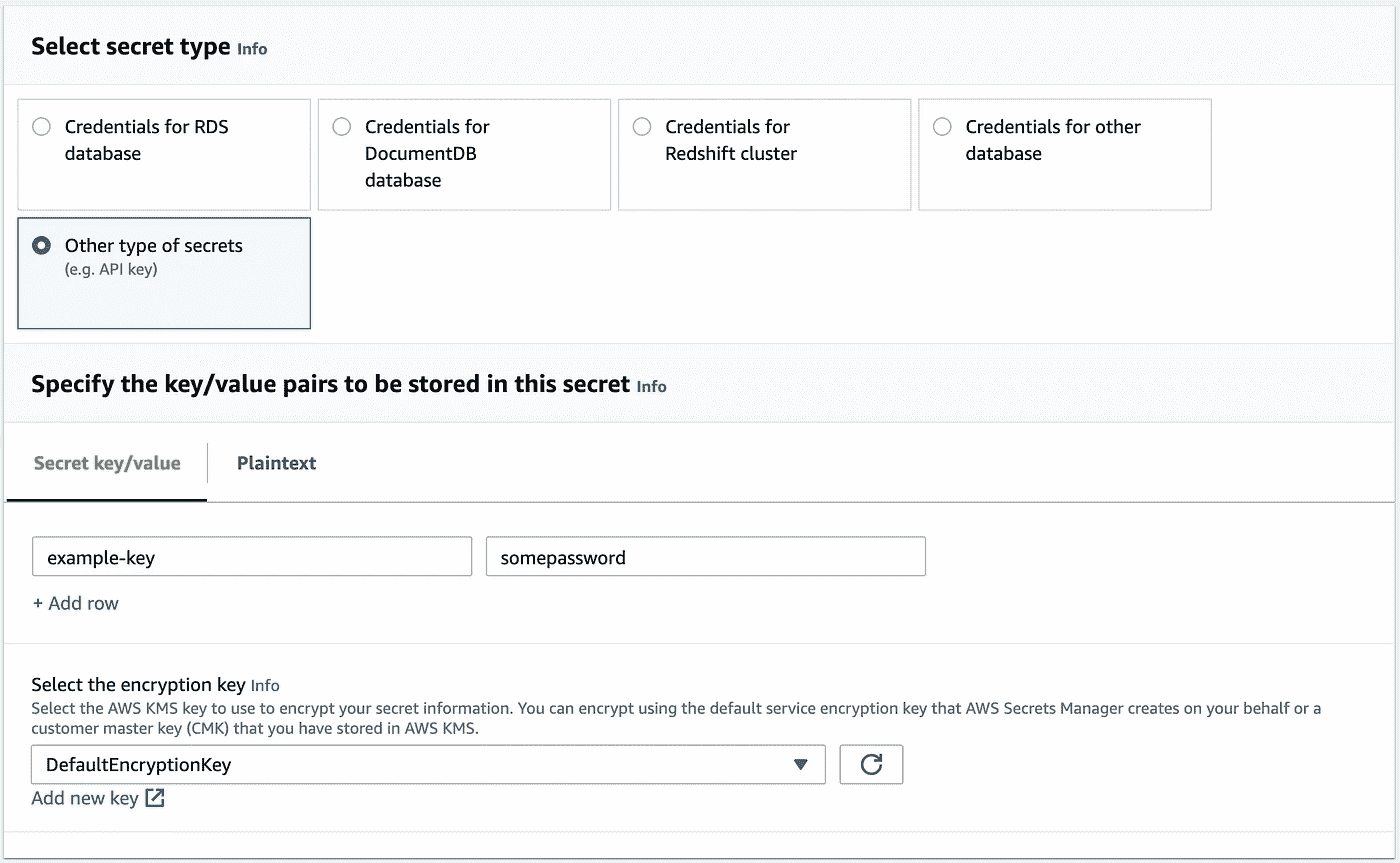 Select secret type Info
Credentials for RDS
database
Credentials for
DocumentDB
database
Credentials for
Redshift cluster
Credentials for other
database
Other type of secrets
(e.g. API key)
Specify the key/value pairs to be stored in this secret Info
Secret key/value
Plaintext
example-key
somepassword
+ Add row
Select the encryption key Info
Select the AWS KMS key to use to encrypt your secret information. You can encrypt using the default service encryption key that AWS Secrets Manager creates on your behalf or a
customer master key (CMK) that you have stored in AWS KMS.
DefaultEncryptionKey
Add new key